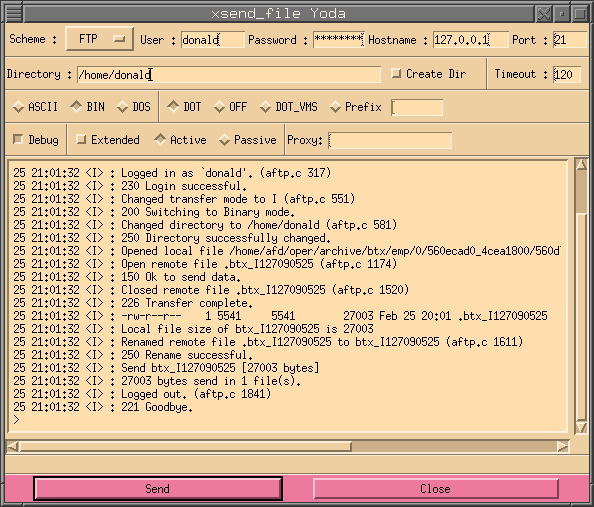 xsend_file Yoda
Scheme : FTP User : donald Password : ******** Hostname : 127.0.0.1 Port : 21
Directory : /home/donald Create Dir Timeout : 120
ASCII BIN DOS DOT OFF DOT_VMS Prefix
Debug Extended Active Passive Proxy:
25 21:01:32 <I> : Logged in as `donald'. (aftp.c 317)
25 21:01:32 <I> : 230 Login successful.
25 21:01:32 <I> : Changed transfer mode to I (aftp.c 551)
25 21:01:32 <I> : 200 Switching to Binary mode.
25 21:01:32 <I> : Changed directory to /home/donald (aftp.c 581)
25 21:01:32 <I> : 250 Directory successfully changed.
25 21:01:32 <I> : Opened local file /home/afd/oper/archive/btx/emp/0/560ecad0_4cea1800/560d
25 21:01:32 <I> : Open remote file .btx_I127090525 (aftp.c 1174)
25 21:01:32 <I> : 150 Ok to send data.
25 21:01:32 <I> : Closed remote file .btx_I127090525 (aftp.c 1520)
25 21:01:32 <I> : 226 Transfer complete.
25 21:01:32 <I> : -rw-r--r-- 1 5541 5541 27003 Feb 25 20:01 .btx_I127090525
25 21:01:32 <I> : Local file size of btx_I127090525 is 27003
25 21:01:32 <I> : Renamed remote file .btx_I127090525 to btx_I127090525 (aftp.c 1611)
25 21:01:32 <I> : 250 Rename successful.
25 21:01:32 <I> : Send btx_I127090525 [27003 bytes]
25 21:01:32 <I> : 27003 bytes send in 1 file(s).
25 21:01:32 <I> : Logged out. (aftp.c 1841)
25 21:01:32 <I> : 221 Goodbye.
>
Send Close